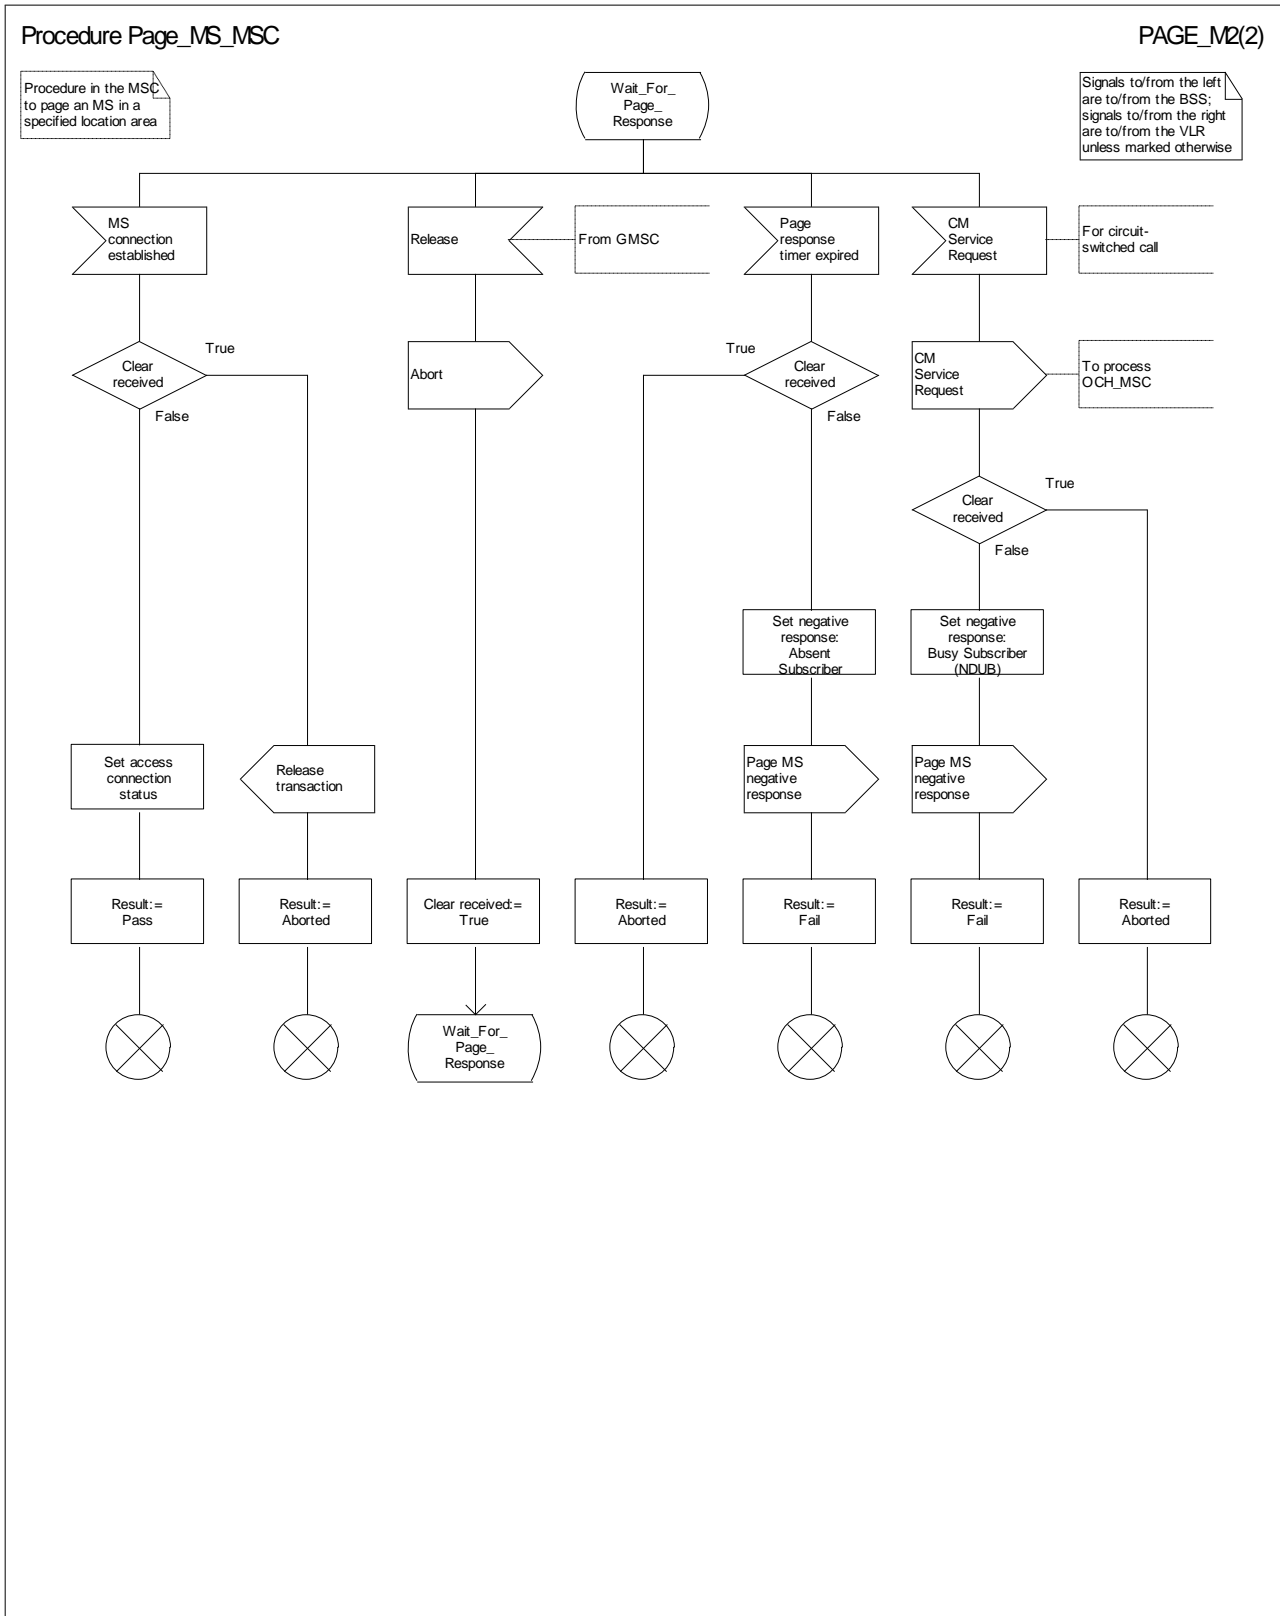 Procedure Page_MS_MSC
PAGE_M2(2)
Procedure in the MSC
to page an MS in a
specified location area
Wait_For_
Page_
Response
Signals to/from the left
are to/from the BSS;
signals to/from the right
are to/from the VLR
unless marked otherwise
MS
connection
established
Release
From GMSC
Page
response
timer expired
CM
Service
Request
For circuit-
switched call
Clear
received
True
False
Abort
True
Clear
received
False
CM
Service
Request
To process
OCH_MSC
Clear
received
True
False
Set negative
response:
Absent
Subscriber
Set negative
response:
Busy Subscriber
(NDUB)
Set access
connection
status
Release
transaction
Page MS
negative
response
Page MS
negative
response
Result:=
Pass
Result:=
Aborted
Clear received:=
True
Result:=
Aborted
Result:=
Fail
Result:=
Fail
Result:=
Aborted
Wait_For_
Page_
Response